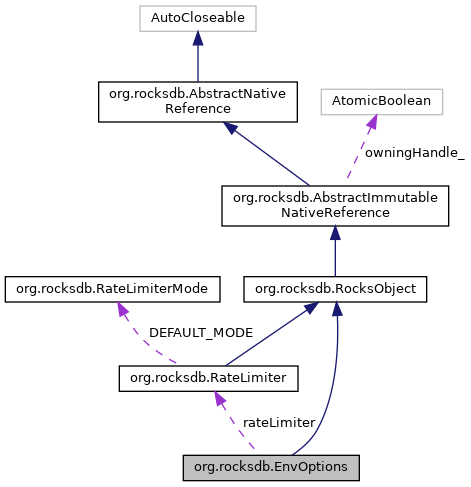 AutoCloseable
org.rocksdb.AbstractNative
Reference
AtomicBoolean
owningHandle_
org.rocksdb.AbstractImmutable
NativeReference
org.rocksdb.RateLimiterMode
org.rocksdb.RocksObject
DEFAULT_MODE
org.rocksdb.RateLimiter
rateLimiter
org.rocksdb.EnvOptions